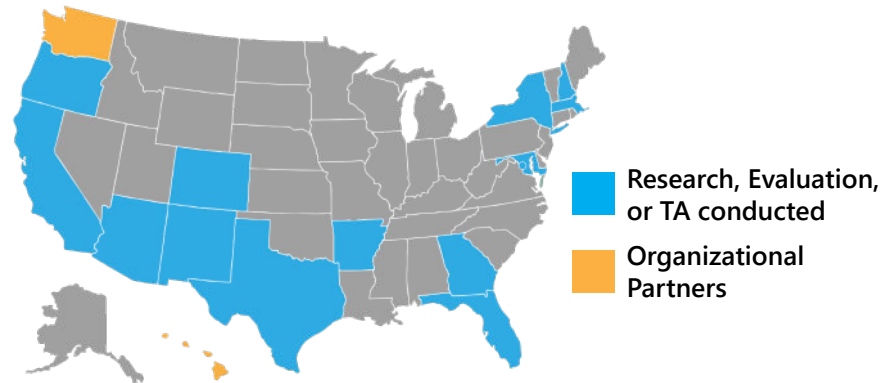 Research, Evaluation,
or TA conducted
Organizational
Partners